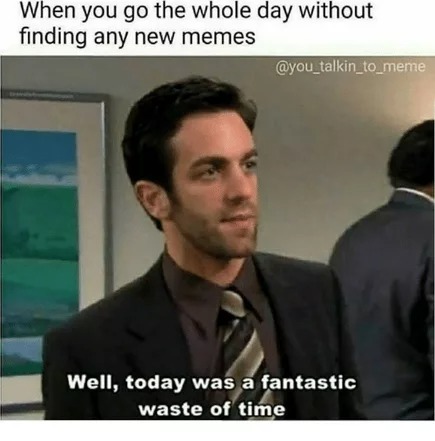 When you go the whole day without
finding any new memes
@you_talkin_to_meme
Well, today was a fantastic
waste of time